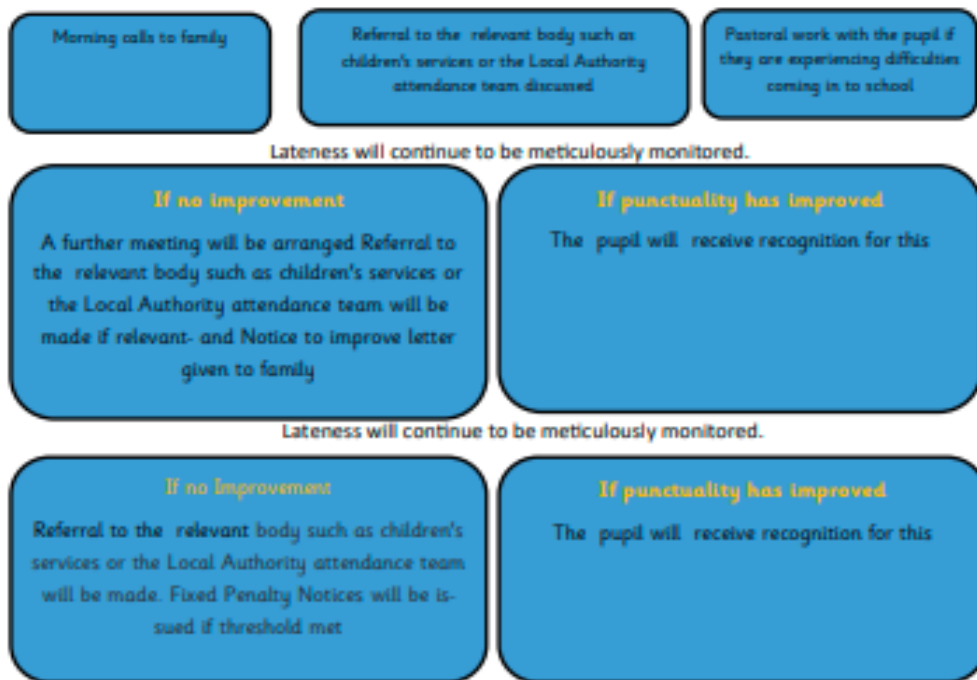 Morning calls to family
Referral to the relevant body such as
children's services or the Local Authority
attendance team discussed
Pastoral work with the pupil if
they are experiencing difficulties
coming in to school
Lateness will continue to be meticulously monitored.
If no improvement
A further meeting will be arranged Referral to
the relevant body such as children's services or
the Local Authority attendance team will be
made if relevant- and Notice to improve letter
given to family
If punctuality has improved
The pupil will receive recognition for this
Lateness will continue to be meticulously monitored.
If no Improvement
Referral to the relevant body such as children's
services or the Local Authority attendance team
will be made. Fixed Penalty Notices will be is-
sued if threshold met
If punctuality has improved
The pupil will receive recognition for this